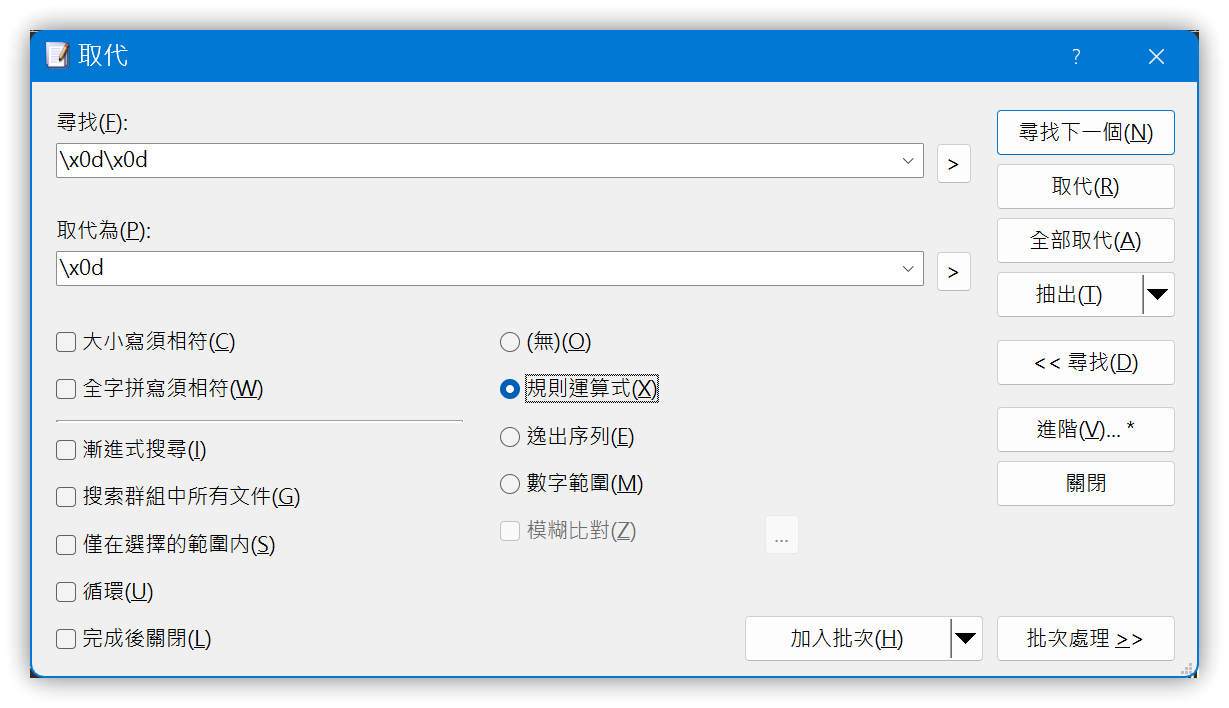 取代
?
尋找(F):
\x0d\x0d
>
取代為(P):
\x0d
>
大小寫須相符(C)
全字拼寫須相符(W)
漸進式搜尋(I)
搜索群組中所有文件(G)
僅在選擇的範圍内(S)
循環(U)
完成後關閉(L)
(無)(O)
規則運算式(X)
逸出序列(E)
數字範圍(M)
模糊比對(Z)
...
尋找下一個(N)
取代(R)
全部取代(A)
抽出(T)
<< 尋找(D)
進階(V)... *
關閉
加入批次(H)
批次處理 >>